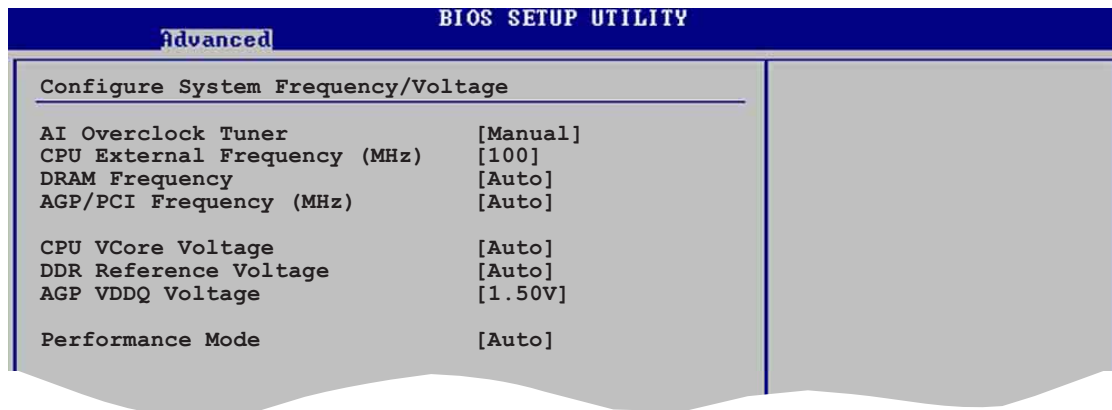 BIOS SETUP UTILITY
Advanced
Configure System Frequency/Voltage
AI Overclock Tuner [Manual]
CPU External Frequency (MHz) [100]
DRAM Frequency [Auto]
AGP/PCI Frequency (MHz) [Auto]
CPU VCore Voltage [Auto]
DDR Reference Voltage [Auto]
AGP VDDQ Voltage [1.50V]
Performance Mode [Auto]